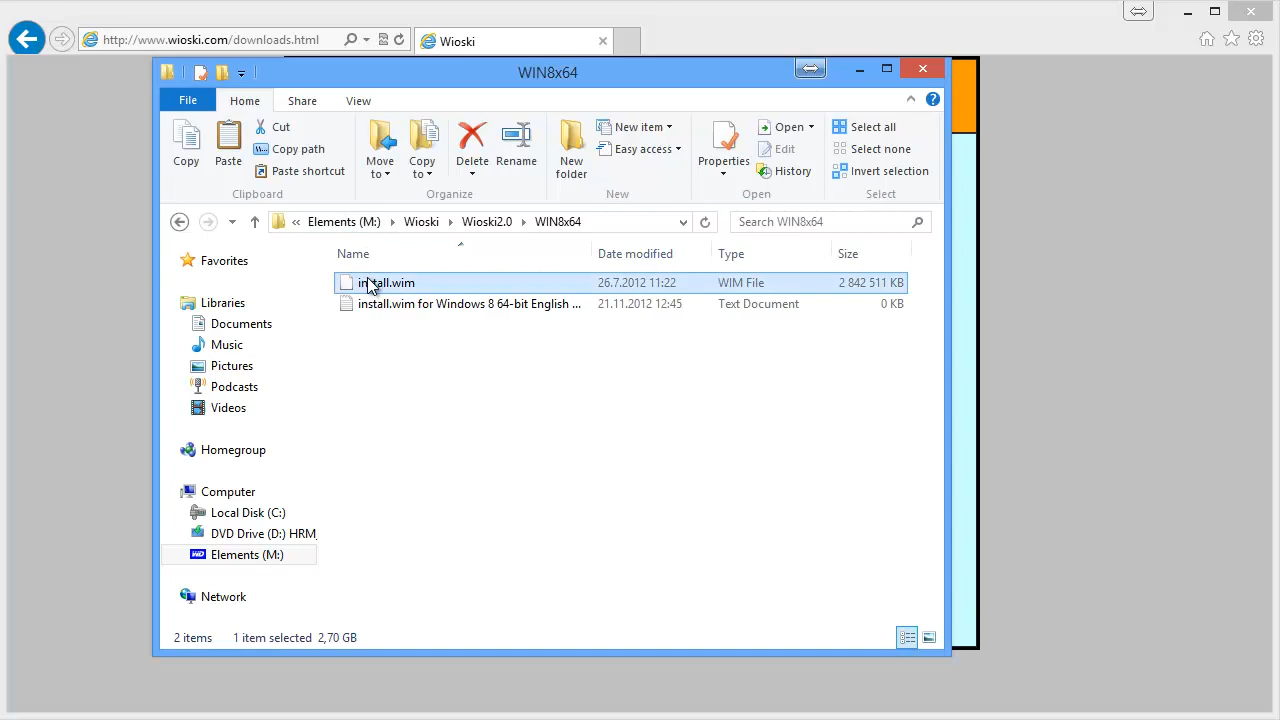 http://www.wioski.com/downloads.html
Wioski
WIN8x64
File
Home
Share
View
Copy
Paste
Cut
Copy path
Paste shortcut
Clipboard
Move to
Copy to
Delete
Rename
Organize
New folder
New item
Easy access
New
Properties
Open
Edit
History
Open
Select all
Select none
Invert selection
Select
« Elements (M:) Wioski Wioski2.0 WIN8x64
Search WIN8x64
Name Date modified Type Size
install.wim 26.7.2012 11:22 WIM File 2 842 511 KB
install.wim for Windows 8 64-bit English ... 21.11.2012 12:45 Text Document 0 KB
Favorites
Libraries
Documents
Music
Pictures
Podcasts
Videos
Homegroup
Computer
Local Disk (C:)
DVD Drive (D:) HRM
WD Elements (M:)
Network
2 items 1 item selected 2,70 GB